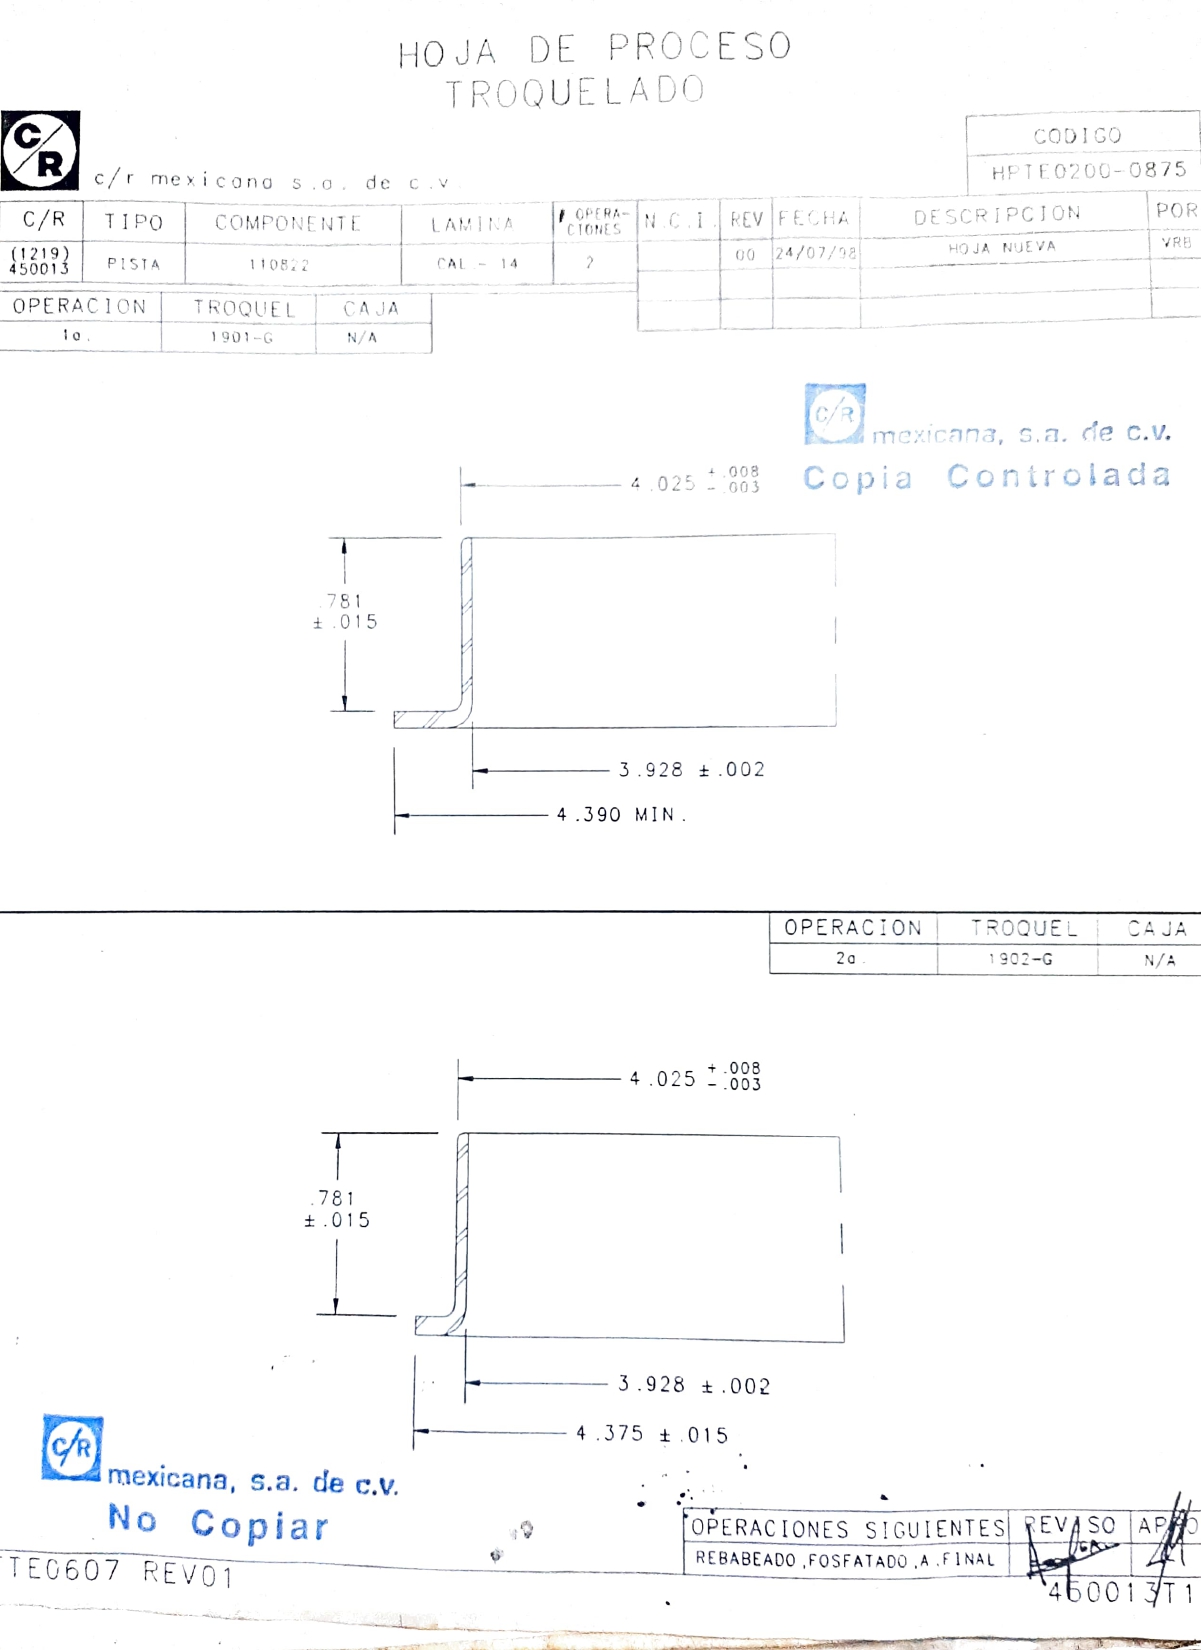 HOJA DE PROCESO
TROQUELADO
C/R
c/r mexicana s.a. de c.v.
CODIGO
HPTE0200-0875
C/R TIPO COMPONENTE LAMINA # OPERA-CIONES N.C.I. REV FECHA DESCRIPCION POR
(1219) 450013 PISTA 110822 CAL - 14 2 00 24/07/98 HOJA NUEVA VRB
OPERACION TROQUEL CAJA
1a. 1901-G N/A
C/R mexicana, s.a. de c.v.
Copia Controlada
4.025 +.008 -.003
.781
±.015
3.928 ±.002
4.390 MIN.
OPERACION TROQUEL CAJA
2a. 1902-G N/A
4.025 +.008 -.003
.781
±.015
3.928 ±.002
4.375 ±.015
C/R mexicana, s.a. de c.v.
No Copiar
OPERACIONES SIGUIENTES REVISO
REBABEADO,FOSFATADO,A.FINAL
TE0607 REV01
450013T1